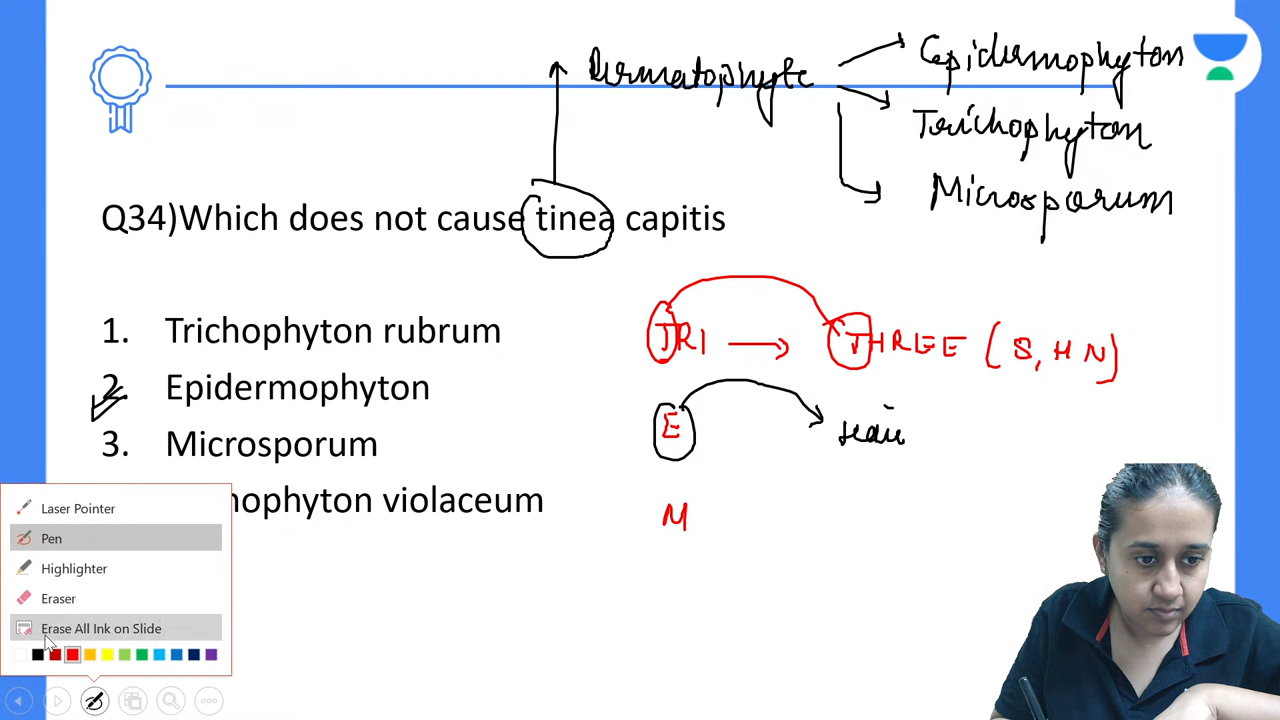 Dermatophyte
Epidermophyton
Trichophyton
Microsporum
Q34)Which does not cause tinea capitis
1. Trichophyton rubrum
TRI → THREE (S, H N)
2. Epidermophyton
E
3. Microsporum
nophyton violaceum
M
Laser Pointer
Pen
Highlighter
Eraser
Erase All Ink on Slide